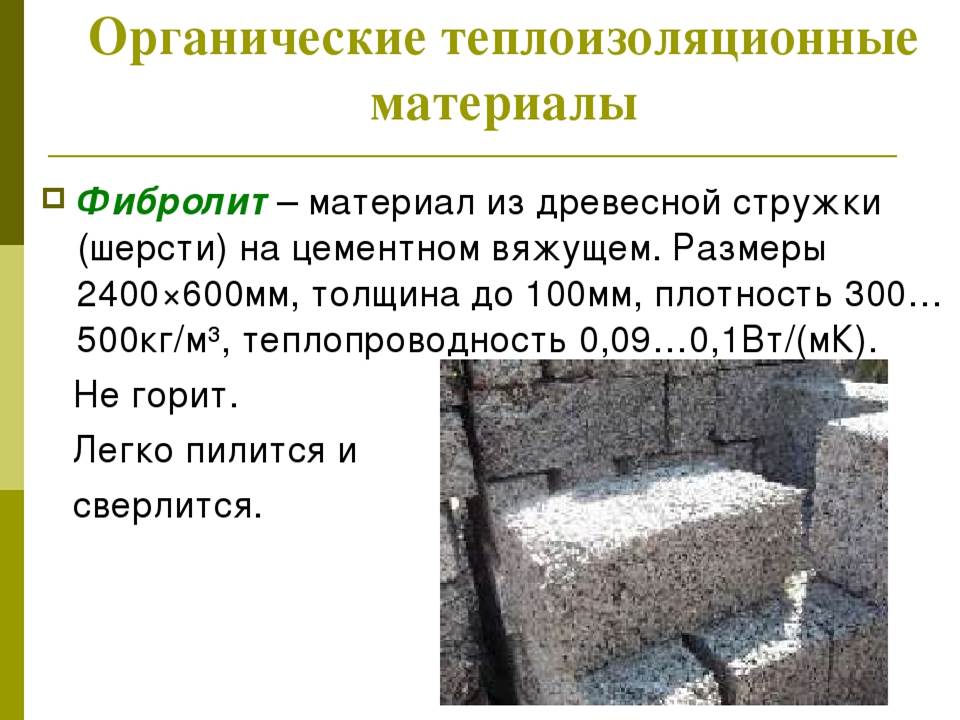 Органические теплоизоляционные
материалы
Фибролит – материал из древесной стружки
(шерсти) на цементном вяжущем. Размеры
2400×600мм, толщина до 100мм, плотность 300…
500кг/м³, теплопроводность 0,09…0,1Вт/(мК).
Не горит.
Легко пилится и
сверлится.